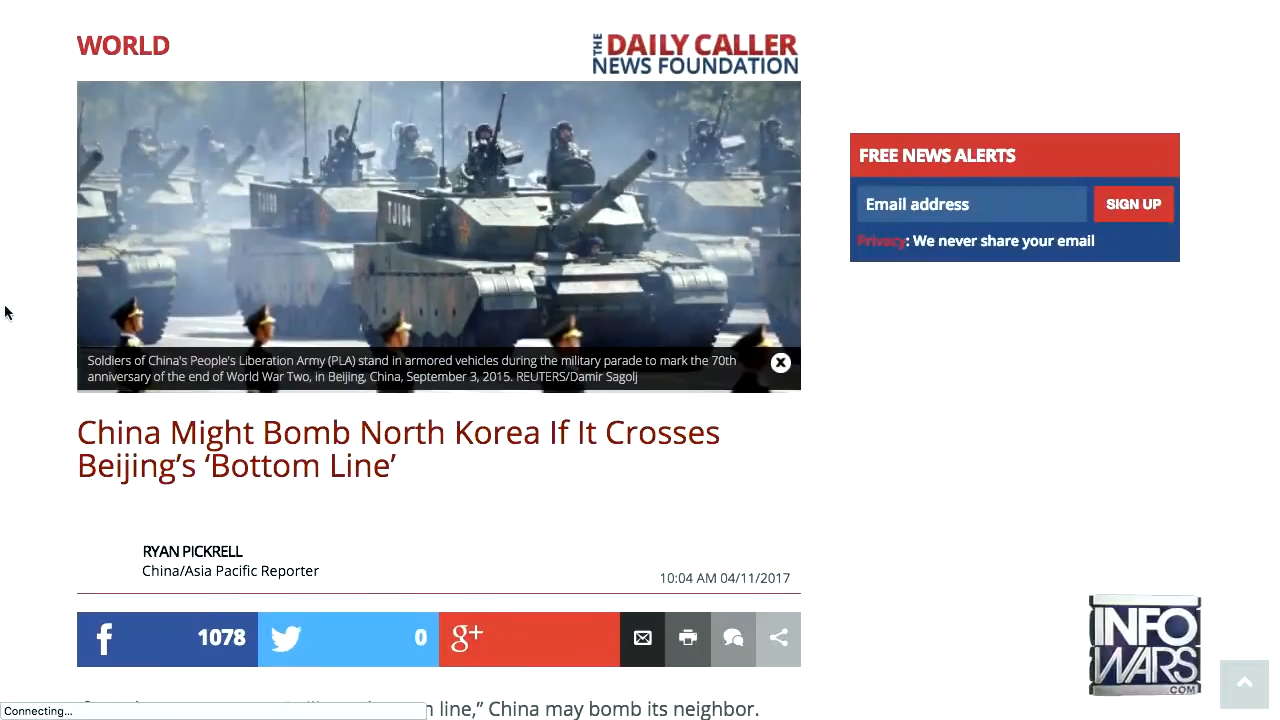 WORLD
THE DAILY CALLER
NEWS FOUNDATION
TJ104
Soldiers of China's People's Liberation Army (PLA) stand in armored vehicles during the military parade to mark the 70th
anniversary of the end of World War Two, in Beijing, China, September 3, 2015. REUTERS/Damir Sagolj
FREE NEWS ALERTS
Email address
SIGN UP
Privacy: We never share your email
China Might Bomb North Korea If It Crosses
Beijing’s ‘Bottom Line’
RYAN PICKRELL
China/Asia Pacific Reporter
10:04 AM 04/11/2017
f 1078
0
g+
INFO
WARS
.COM
line,” China may bomb its neighbor.
Connecting...